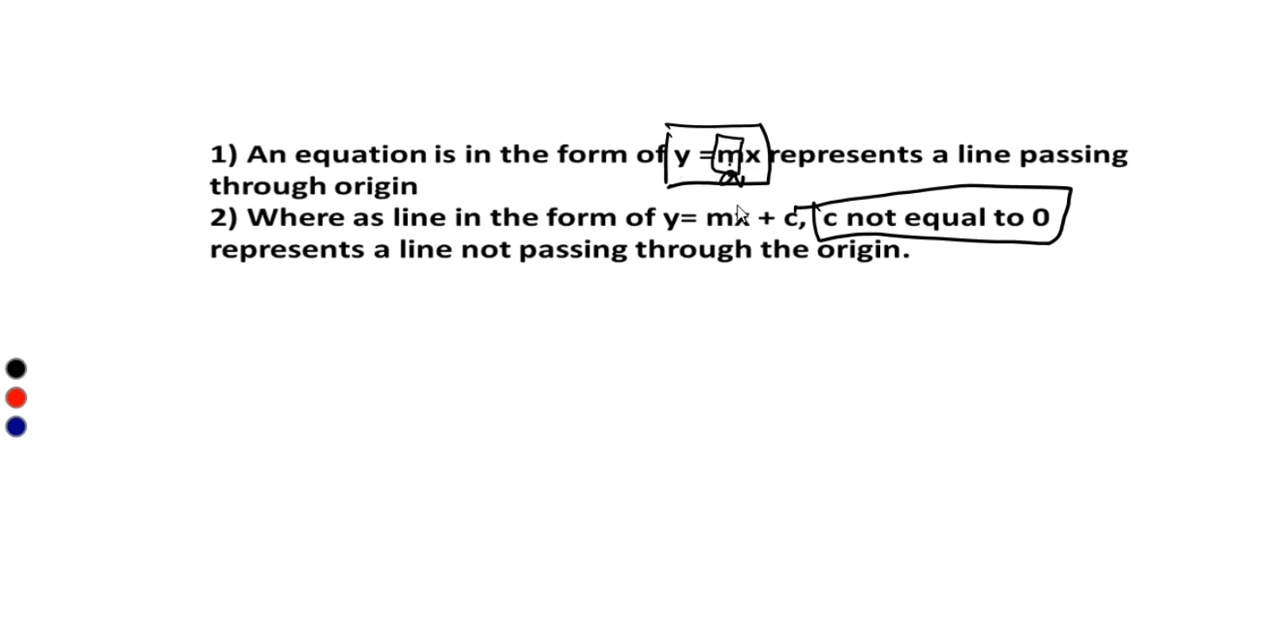 1) An equation is in the form of y =mx represents a line passing
through origin
2) Where as line in the form of y= mx + c, c not equal to 0
represents a line not passing through the origin.